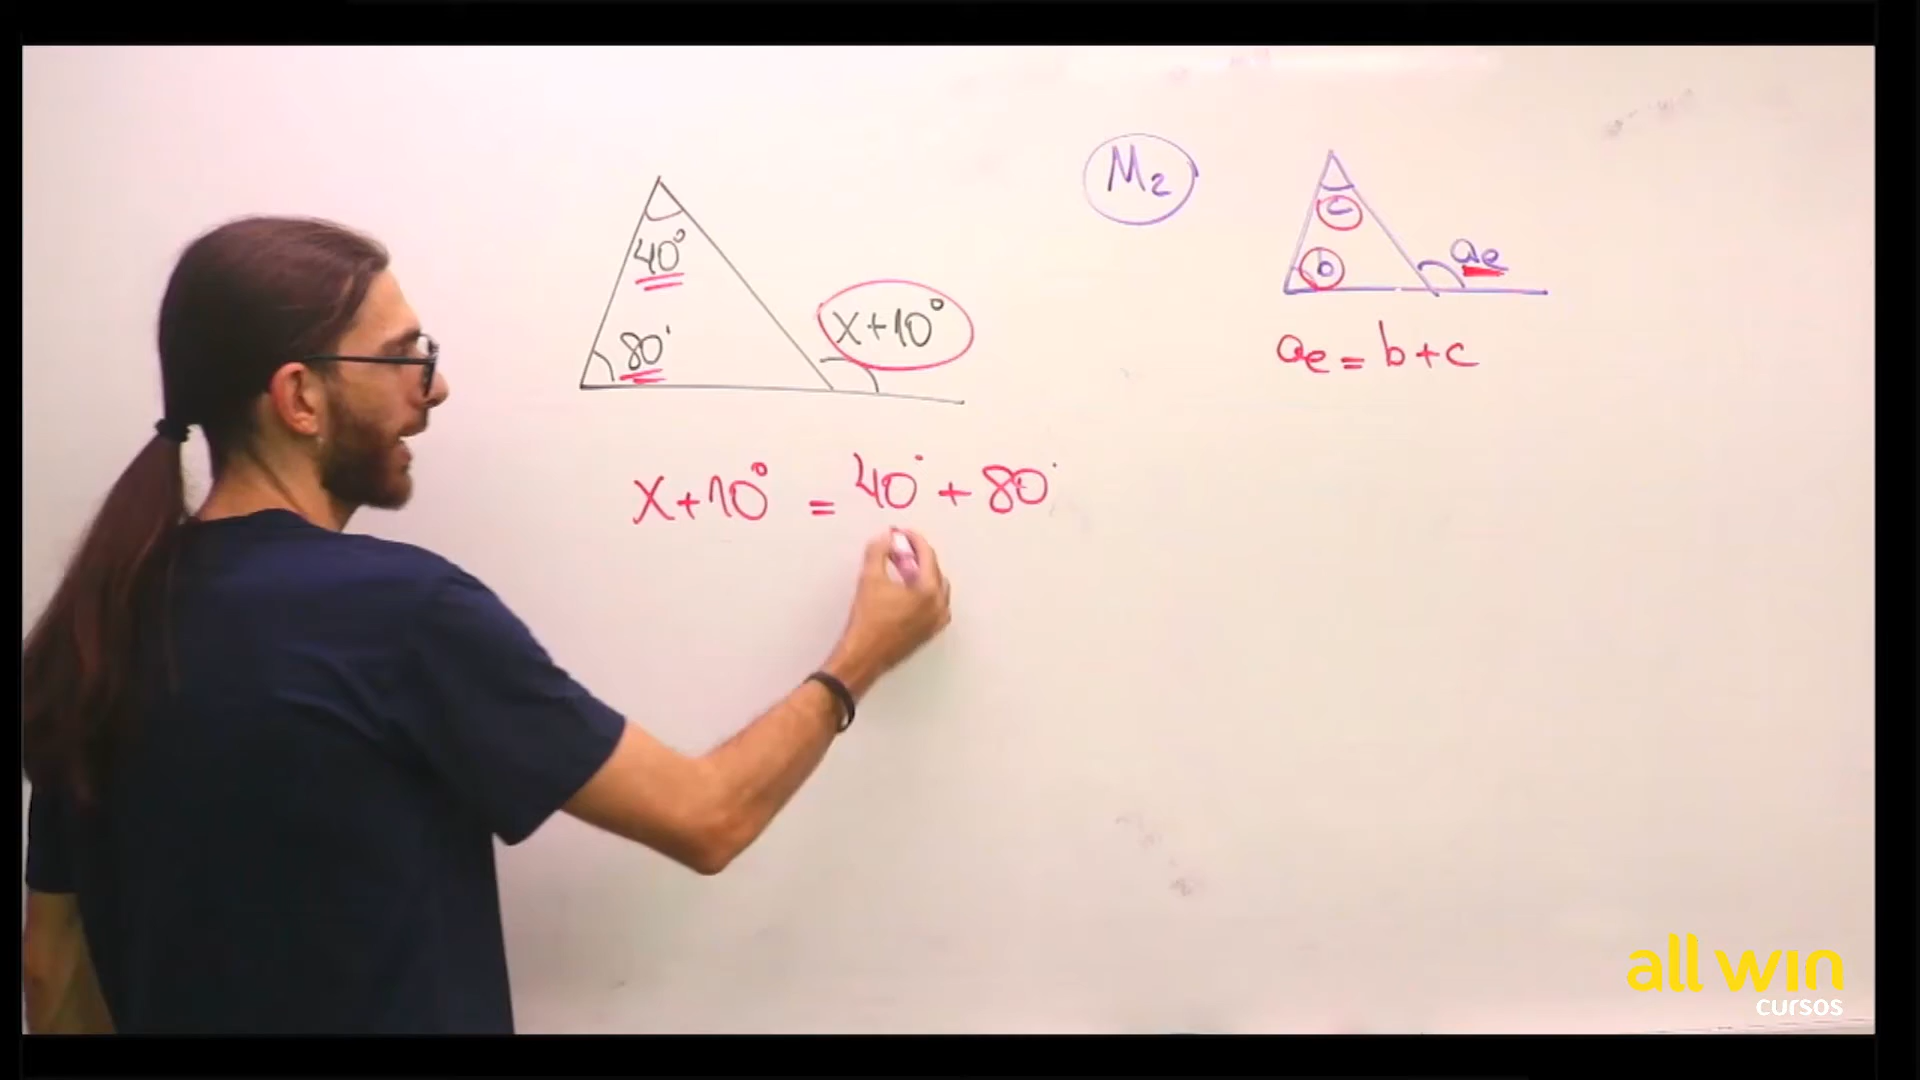 40°
80°
x+10°
x+10° = 40° + 80°
M2
c
b
ae
ae = b+c
all win
cursos